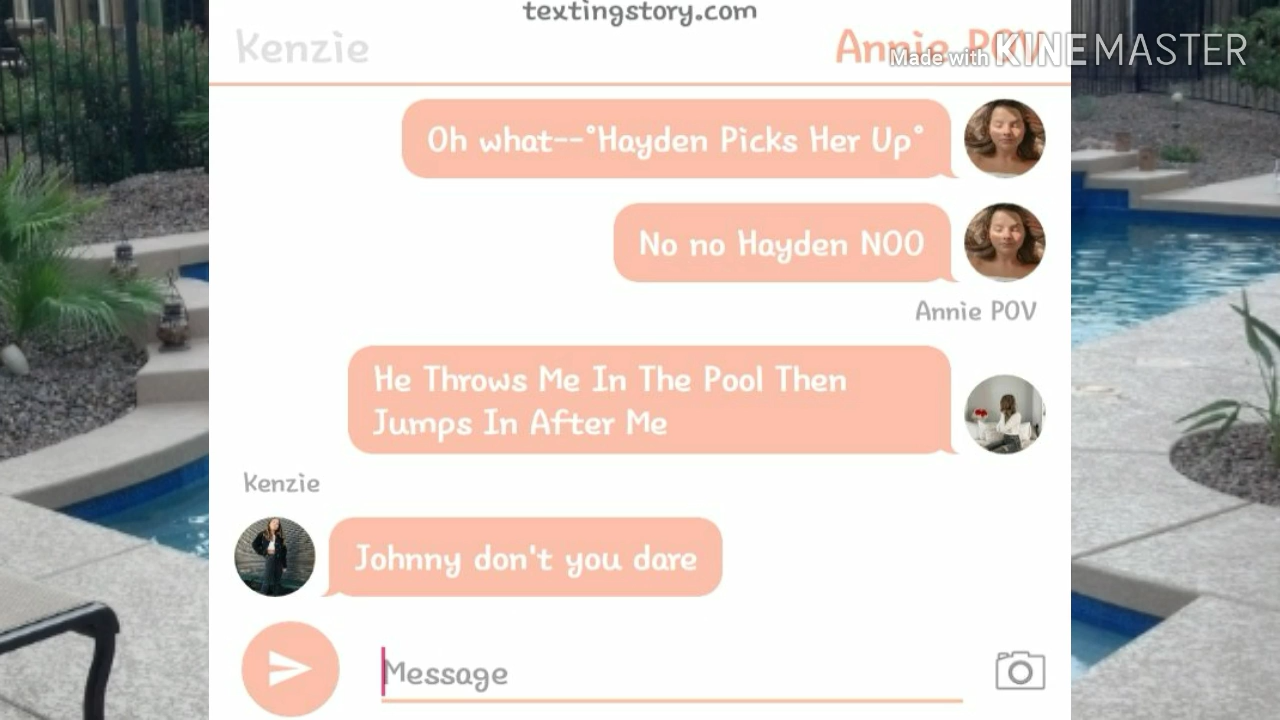 textingstory.com
Kenzie
Annie POV
Made with KINEMASTER
Oh what--°Hayden Picks Her Up°
No no Hayden NOO
Annie POV
He Throws Me In The Pool Then
Jumps In After Me
Kenzie
Johnny don't you dare
Message